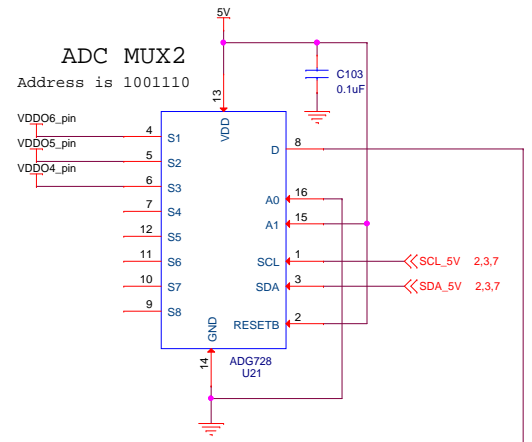 5V
ADC MUX2
Address is 1001110
C103
0.1uF
13
VDD
VDDO6_pin
4 S1
D 8
VDDO5_pin
5 S2
VDDO4_pin
6 S3
A0 16
7 S4
A1 15
12 S5
11 S6
SCL 1
SCL_5V 2,3,7
10 S7
SDA 3
SDA_5V 2,3,7
9 S8
RESETB 2
GND
14
ADG728
U21